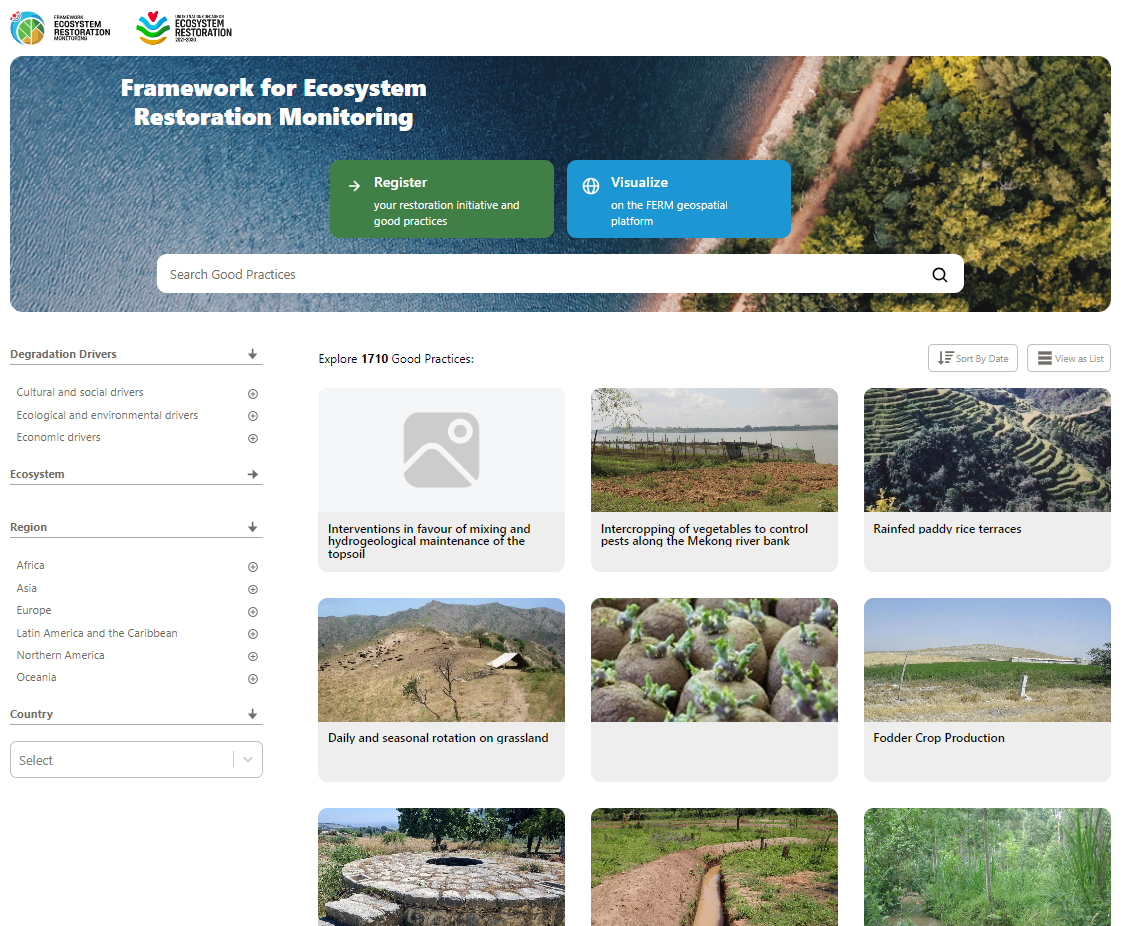 FRAMEWORK
ECOSYSTEM
RESTORATION
MONITORING
UNITED NATIONS DECADE ON
ECOSYSTEM
RESTORATION
2021-2030
Framework for Ecosystem
Restoration Monitoring
Register
your restoration initiative and
good practices
Visualize
on the FERM geospatial
platform
Search Good Practices
Degradation Drivers
Cultural and social drivers
Ecological and environmental drivers
Economic drivers
Ecosystem
Region
Africa
Asia
Europe
Latin America and the Caribbean
Northern America
Oceania
Country
Select
Explore 1710 Good Practices:
Sort By Date
View as List
Interventions in favour of mixing and
hydrogeological maintenance of the
topsoil
Intercropping of vegetables to control
pests along the Mekong river bank
Rainfed paddy rice terraces
Daily and seasonal rotation on grassland
Fodder Crop Production